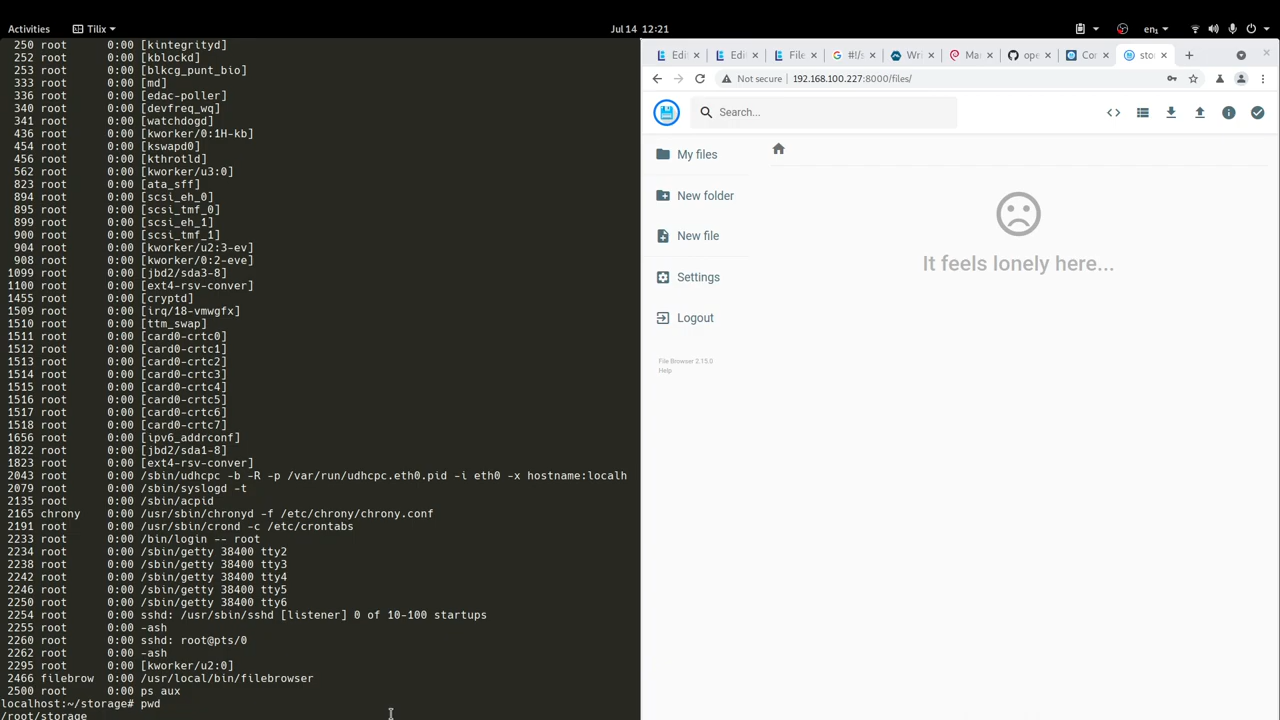 Activities
Tilix
Jul 14 12:21
en₁
250 root 0:00 [kintegrityd]
252 root 0:00 [kblockd]
253 root 0:00 [blkcg_punt_bio]
333 root 0:00 [md]
336 root 0:00 [edac-poller]
340 root 0:00 [devfreq_wq]
341 root 0:00 [watchdogd]
436 root 0:00 [kworker/0:1H-kb]
454 root 0:00 [kswapd0]
456 root 0:00 [kthrotld]
562 root 0:00 [kworker/u3:0]
823 root 0:00 [ata_sff]
894 root 0:00 [scsi_eh_0]
895 root 0:00 [scsi_tmf_0]
899 root 0:00 [scsi_eh_1]
900 root 0:00 [scsi_tmf_1]
904 root 0:00 [kworker/u2:3-ev]
908 root 0:00 [kworker/0:2-eve]
1099 root 0:00 [jbd2/sda3-8]
1100 root 0:00 [ext4-rsv-conver]
1455 root 0:00 [cryptd]
1509 root 0:00 [irq/18-vmwgfx]
1510 root 0:00 [ttm_swap]
1511 root 0:00 [card0-crtc0]
1512 root 0:00 [card0-crtc1]
1513 root 0:00 [card0-crtc2]
1514 root 0:00 [card0-crtc3]
1515 root 0:00 [card0-crtc4]
1516 root 0:00 [card0-crtc5]
1517 root 0:00 [card0-crtc6]
1518 root 0:00 [card0-crtc7]
1656 root 0:00 [ipv6_addrconf]
1822 root 0:00 [jbd2/sda1-8]
1823 root 0:00 [ext4-rsv-conver]
2043 root 0:00 /sbin/udhcpc -b -R -p /var/run/udhcpc.eth0.pid -i eth0 -x hostname:localh
2079 root 0:00 /sbin/syslogd -t
2135 root 0:00 /sbin/acpid
2165 chrony 0:00 /usr/sbin/chronyd -f /etc/chrony/chrony.conf
2191 root 0:00 /usr/sbin/crond -c /etc/crontabs
2233 root 0:00 /bin/login -- root
2234 root 0:00 /sbin/getty 38400 tty2
2238 root 0:00 /sbin/getty 38400 tty3
2242 root 0:00 /sbin/getty 38400 tty4
2246 root 0:00 /sbin/getty 38400 tty5
2250 root 0:00 /sbin/getty 38400 tty6
2254 root 0:00 sshd: /usr/sbin/sshd [listener] 0 of 10-100 startups
2255 root 0:00 -ash
2260 root 0:00 sshd: root@pts/0
2262 root 0:00 -ash
2295 root 0:00 [kworker/u2:0]
2466 filebrow 0:00 /usr/local/bin/filebrowser
2500 root 0:00 ps aux
localhost:~/storage# pwd
/root/storage
Edi Edi File #!/s Wri Ma ope Co sto
Not secure 192.168.100.227:8000/files/
Search...
My files
New folder
New file
Settings
Logout
File Browser 2.15.0
Help
It feels lonely here...